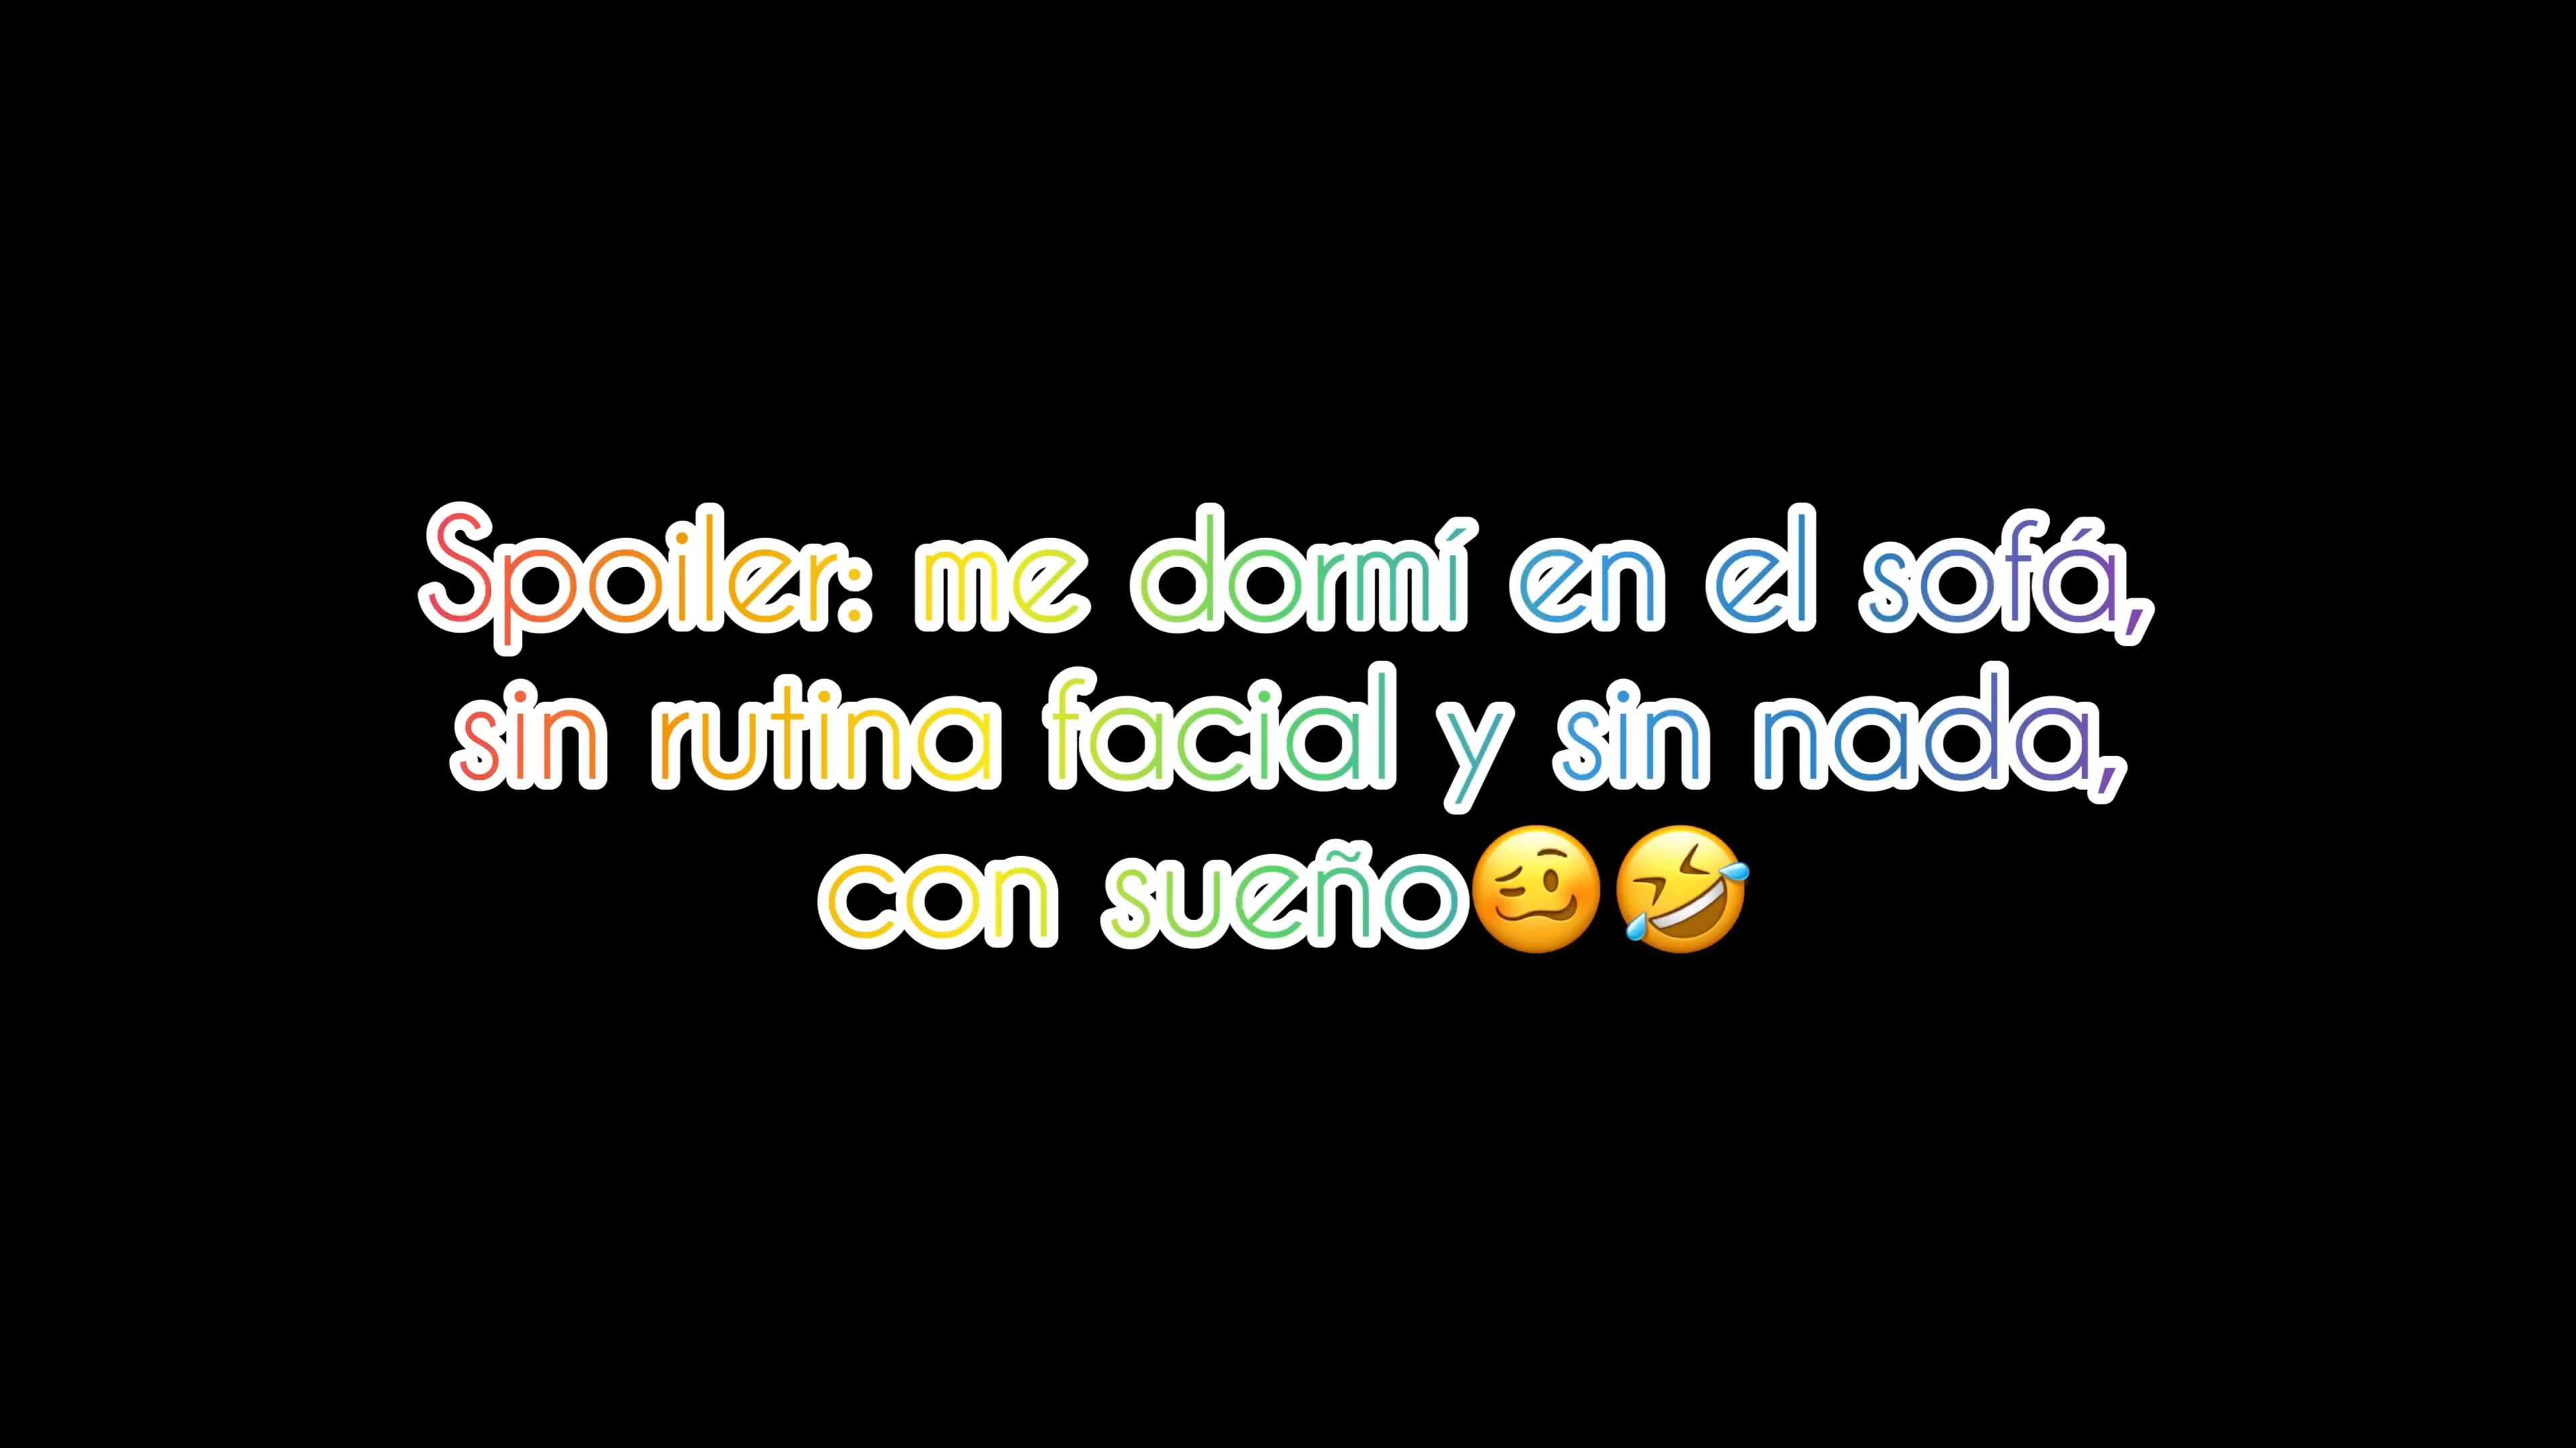 Spoiler: me dormí en el sofá,
sin rutina facial y sin nada,
con sueño🥴🤣